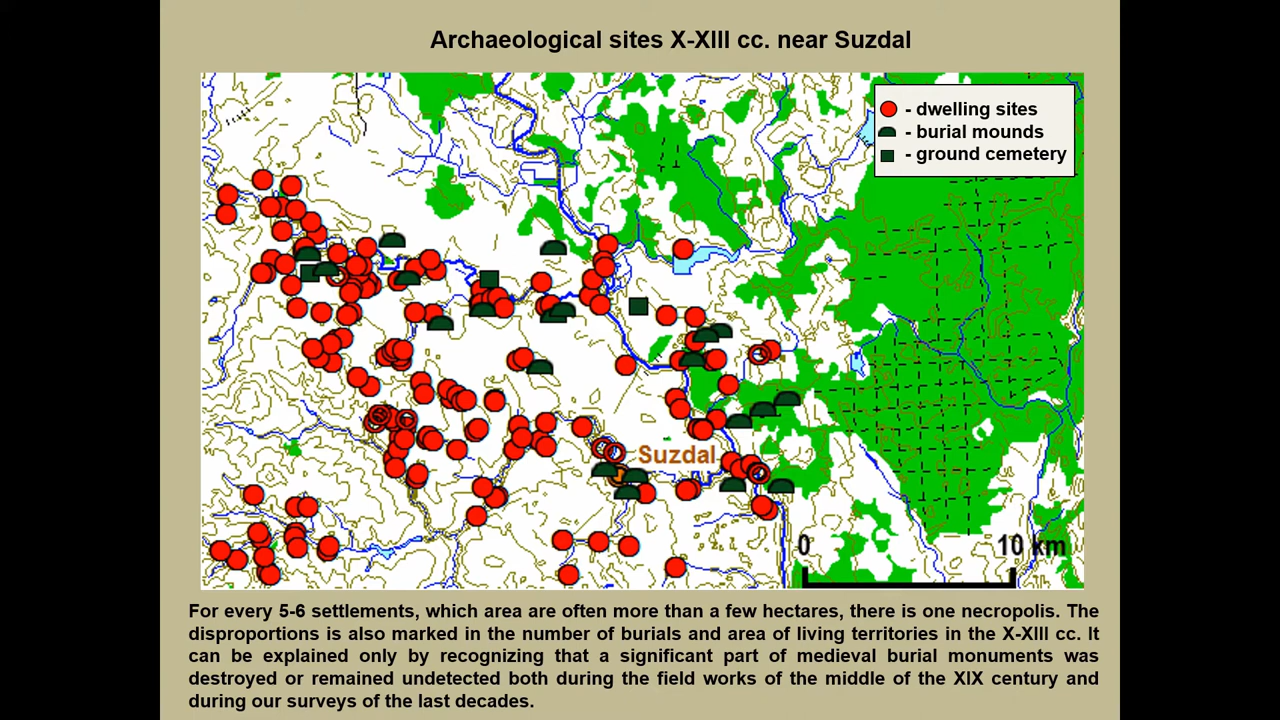 Archaeological sites X-XIII cc. near Suzdal
- dwelling sites
- burial mounds
- ground cemetery
Suzdal
0 10 km
For every 5-6 settlements, which area are often more than a few hectares, there is one necropolis. The
disproportions is also marked in the number of burials and area of living territories in the X-XIII cc. It
can be explained only by recognizing that a significant part of medieval burial monuments was
destroyed or remained undetected both during the field works of the middle of the XIX century and
during our surveys of the last decades.